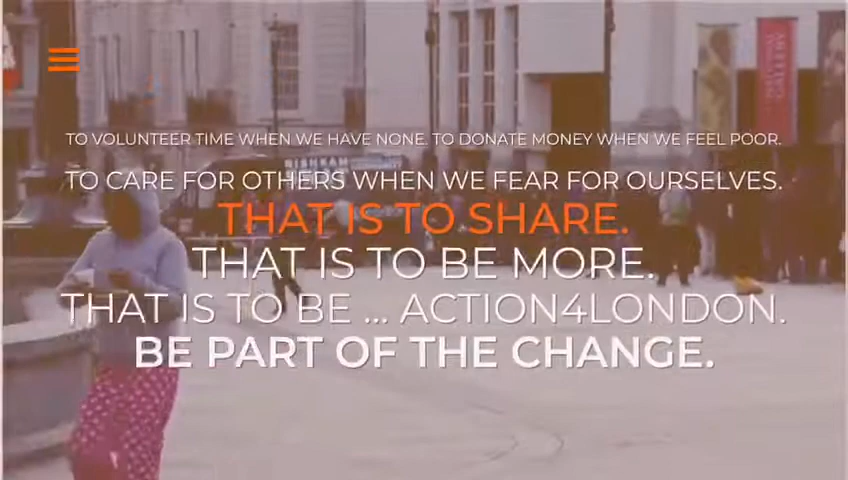 TO VOLUNTEER TIME WHEN WE HAVE NONE. TO DONATE MONEY WHEN WE FEEL POOR.
TO CARE FOR OTHERS WHEN WE FEAR FOR OURSELVES.
THAT IS TO SHARE.
THAT IS TO BE MORE.
THAT IS TO BE ... ACTION4LONDON.
BE PART OF THE CHANGE.